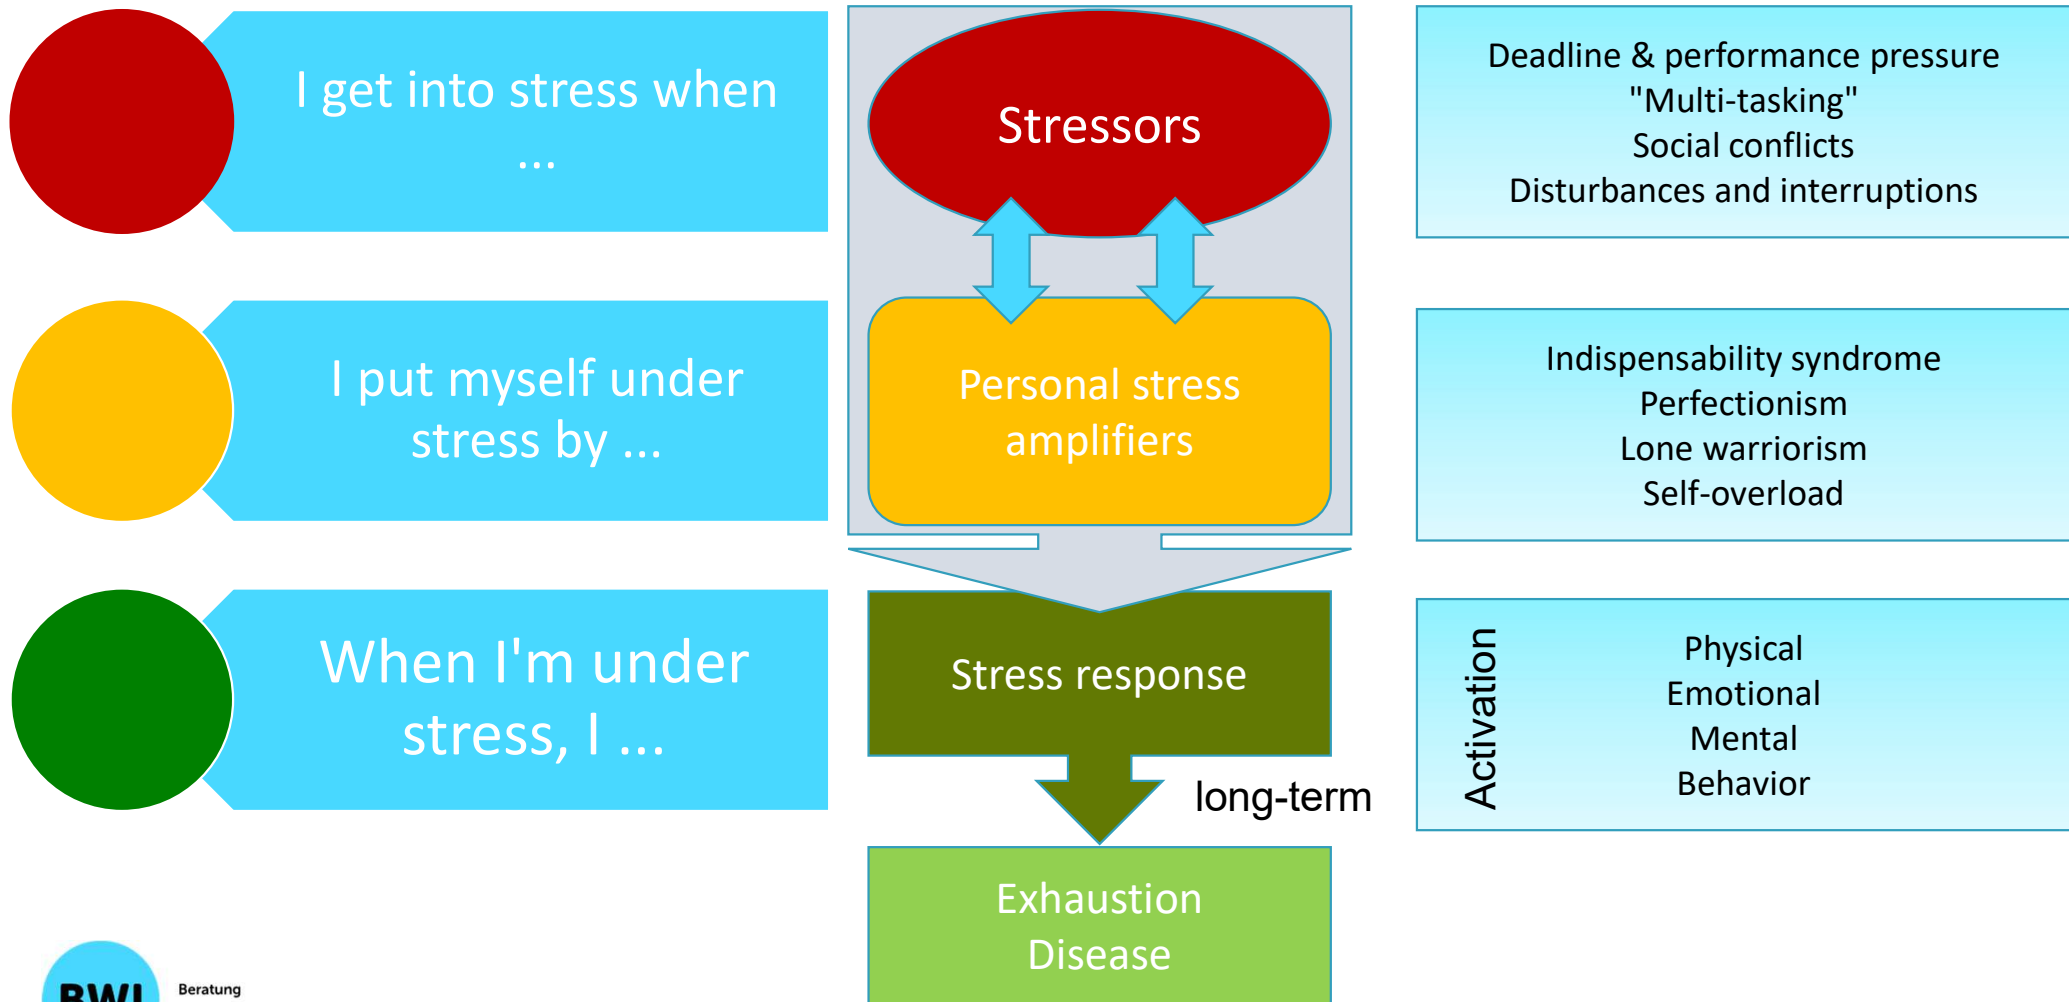 I get into stress when
...
Stressors
Deadline & performance pressure
"Multi-tasking"
Social conflicts
Disturbances and interruptions
I put myself under
stress by ...
Personal stress
amplifiers
Indispensability syndrome
Perfectionism
Lone warriorism
Self-overload
When I'm under
stress, I ...
Stress response
Activation
Physical
Emotional
Mental
Behavior
long-term
Exhaustion
Disease
BWL
Beratung